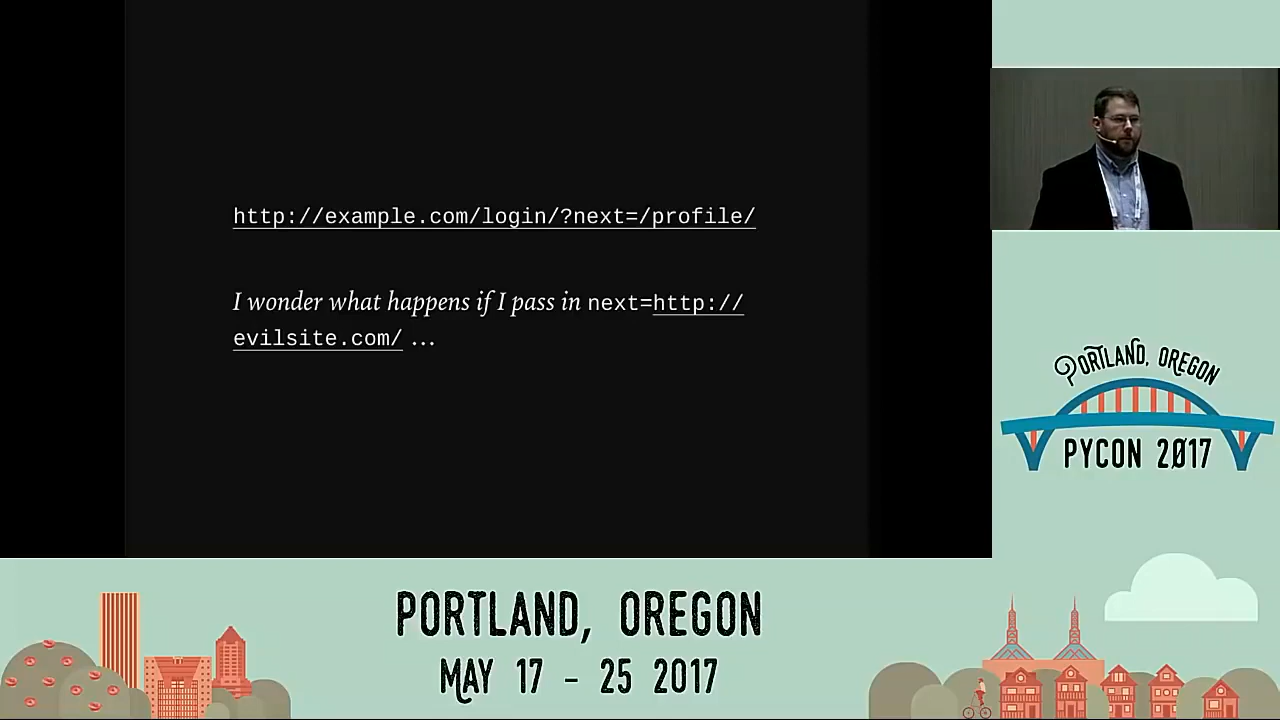 http://example.com/login/?next=/profile/
I wonder what happens if I pass in next=http://
evilsite.com/ ...
PORTLAND, OREGON
PYCON 2017
PORTLAND, OREGON
MAY 17 - 25 2017